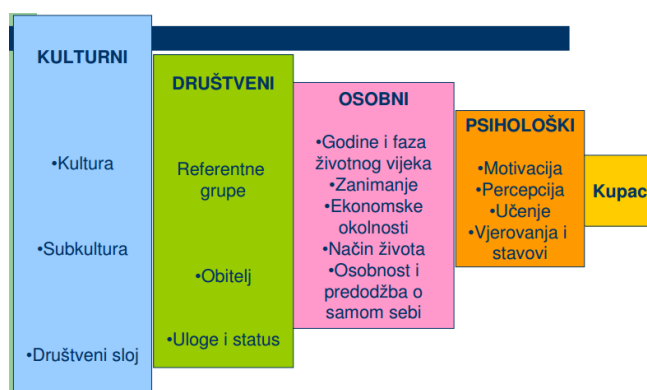 KULTURNI
•Kultura
•Subkultura
•Društveni sloj
DRUŠTVENI
Referentne
grupe
•Obitelj
•Uloge i status
OSOBNI
•Godine i faza
životnog vijeka
•Zanimanje
•Ekonomske
okolnosti
•Način života
•Osobnost i
predodžba o
samom sebi
PSIHOLOŠKI
•Motivacija
•Percepcija
•Učenje
•Vjerovanja i
stavovi
Kupac